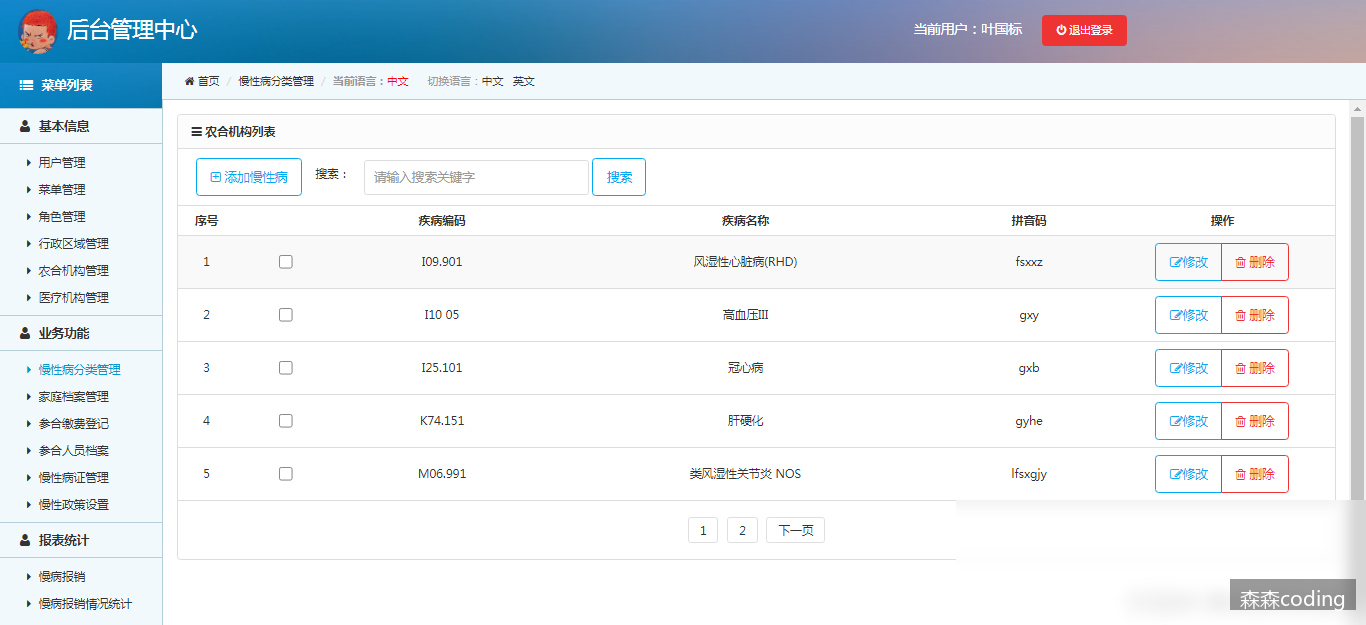 后台管理中心
当前用户：叶国标 退出登录
菜单列表
首页 / 慢性病分类管理 / 当前语言：中文 切换语言：中文 英文
基本信息
用户管理
菜单管理
角色管理
行政区域管理
农合机构管理
医疗机构管理
业务功能
慢性病分类管理
家庭档案管理
参合缴费登记
参合人员档案
慢性病证管理
慢性政策设置
报表统计
慢病报销
慢病报销情况统计
农合机构列表
添加慢性病 搜索： 请输入搜索关键字 搜索
序号 疾病编码 疾病名称 拼音码 操作
1 I09.901 风湿性心脏病(RHD) fsxxz 修改 删除
2 I10 05 高血压III gxy 修改 删除
3 I25.101 冠心病 gxb 修改 删除
4 K74.151 肝硬化 gyhe 修改 删除
5 M06.991 类风湿性关节炎 NOS lfsxgjy 修改 删除
1 2 下一页
森森coding